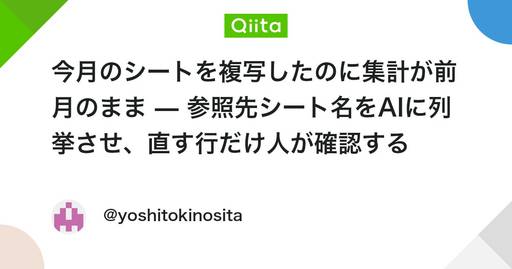 Qiita
今月のシートを複写したのに集計が前
月のまま — 参照先シート名をAIに列
挙させ、直す行だけ人が確認する
@yoshitokinosita